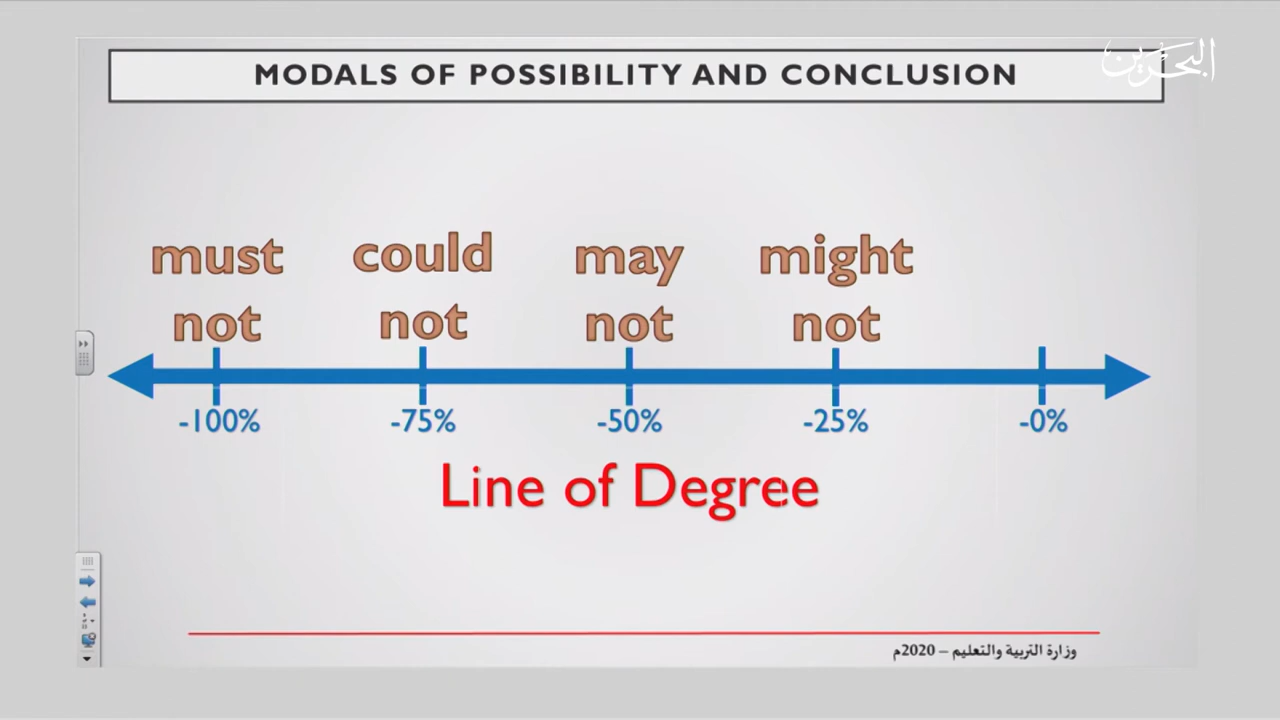 MODALS OF POSSIBILITY AND CONCLUSION
البحرين
must not
could not
may not
might not
-100% -75% -50% -25% -0%
Line of Degree
وزارة التربية والتعليم – 2020م